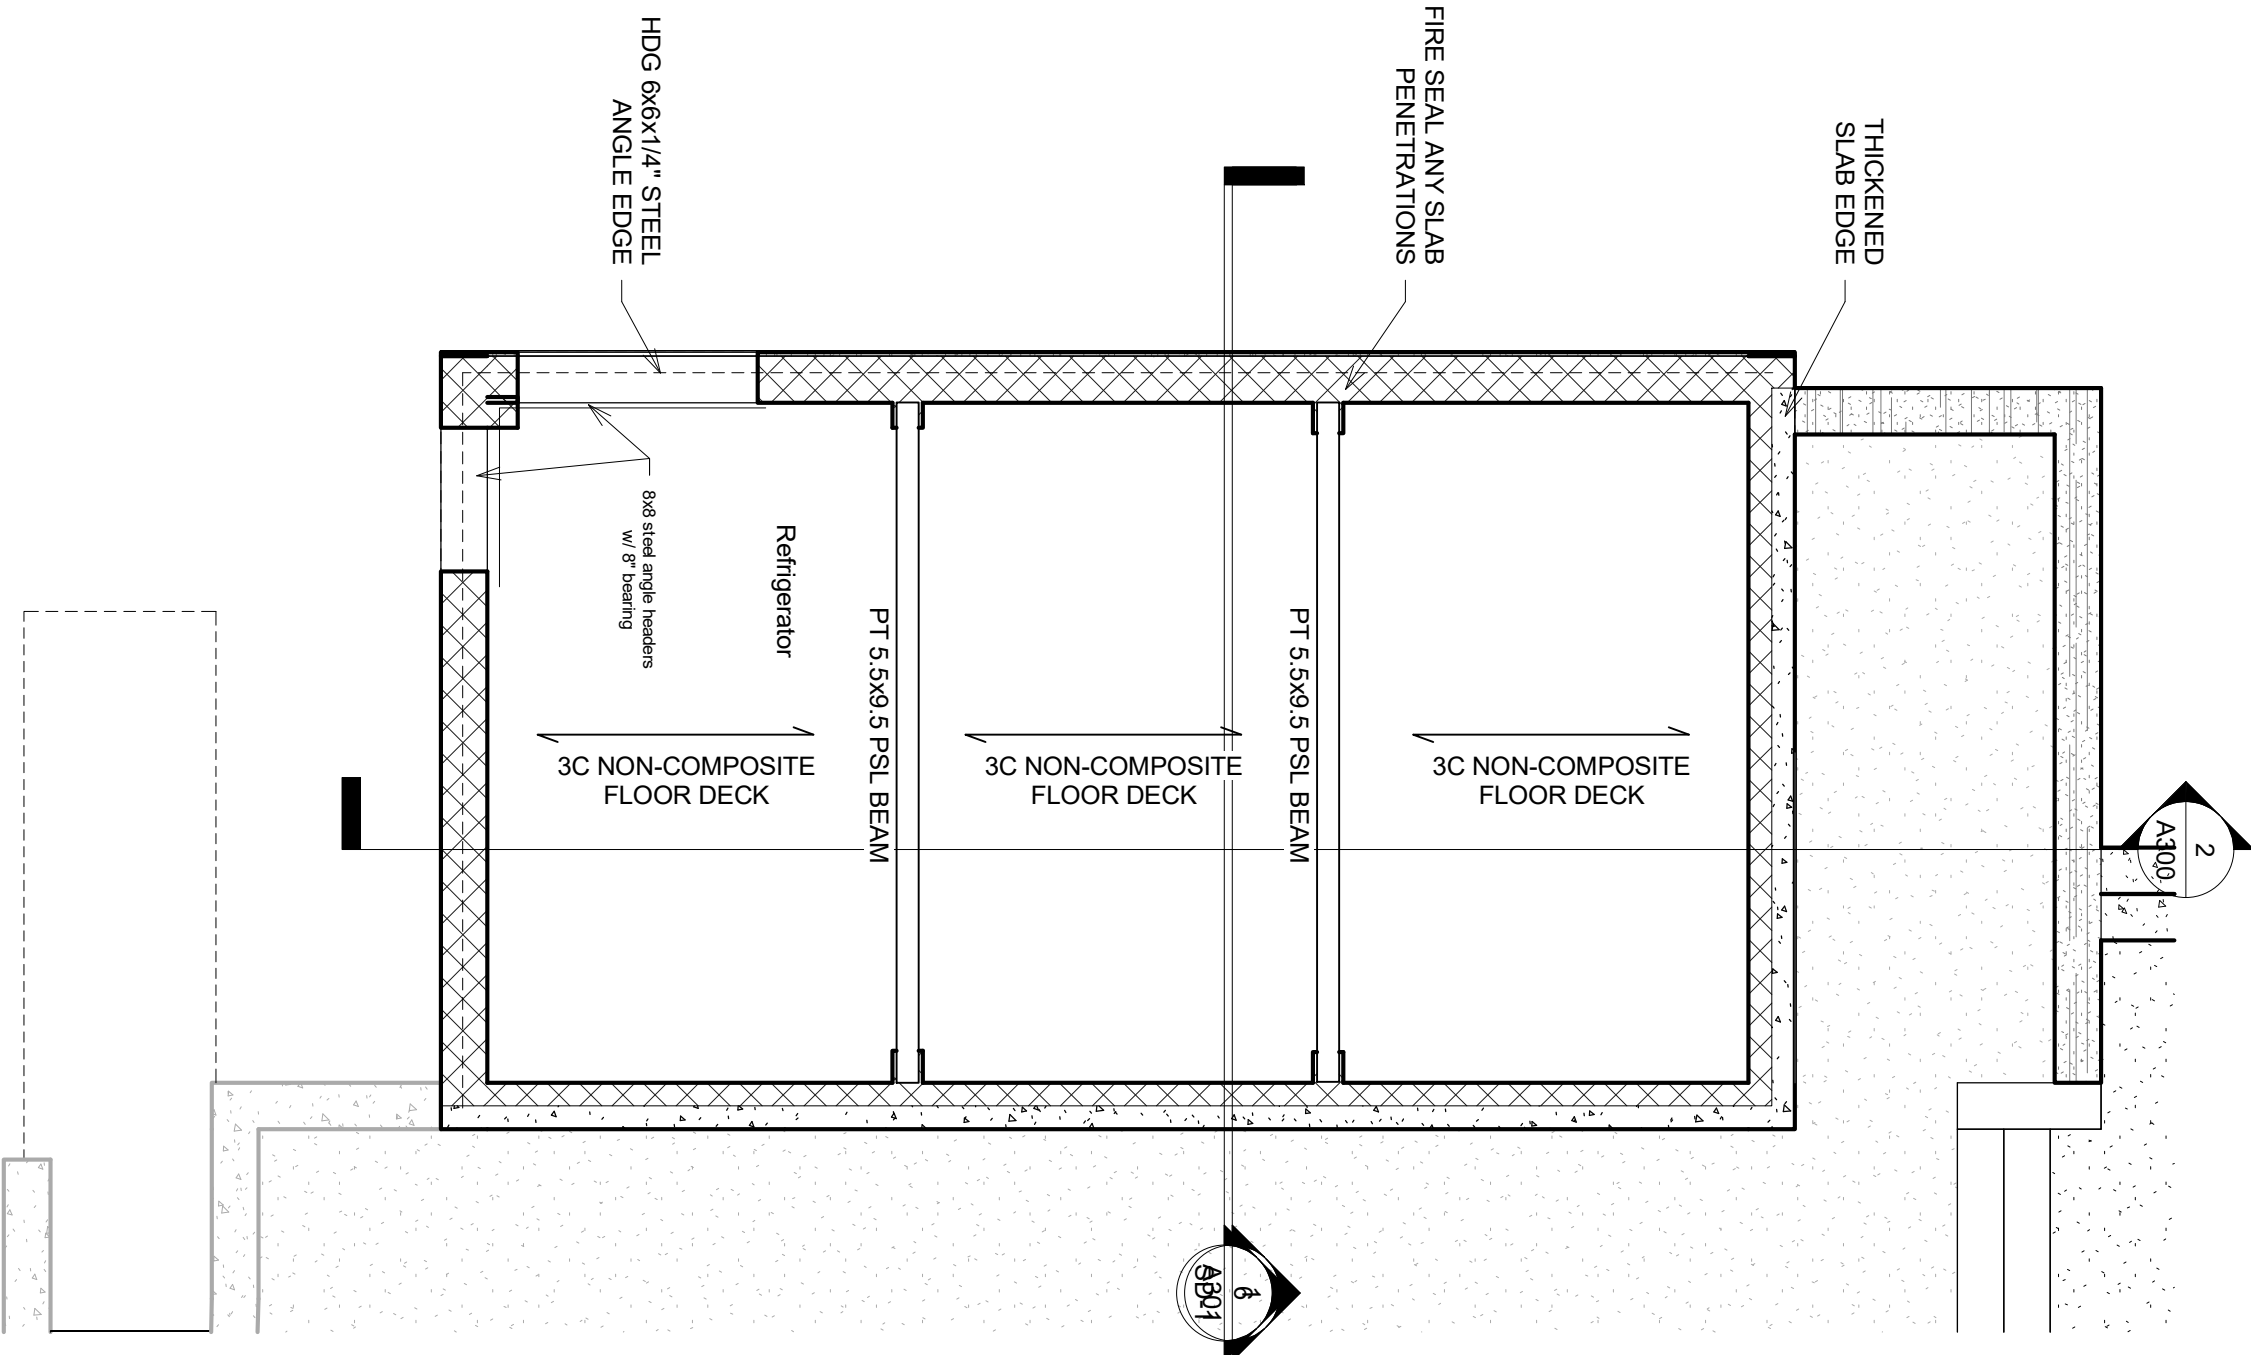 HDG 6x6x1/4" STEEL
ANGLE EDGE
FIRE SEAL ANY SLAB
PENETRATIONS
THICKENED
SLAB EDGE
8x8 steel angle headers
w/ 8" bearing
Refrigerator
PT 5.5x9.5 PSL BEAM
PT 5.5x9.5 PSL BEAM
3C NON-COMPOSITE
FLOOR DECK
3C NON-COMPOSITE
FLOOR DECK
3C NON-COMPOSITE
FLOOR DECK
2
A300